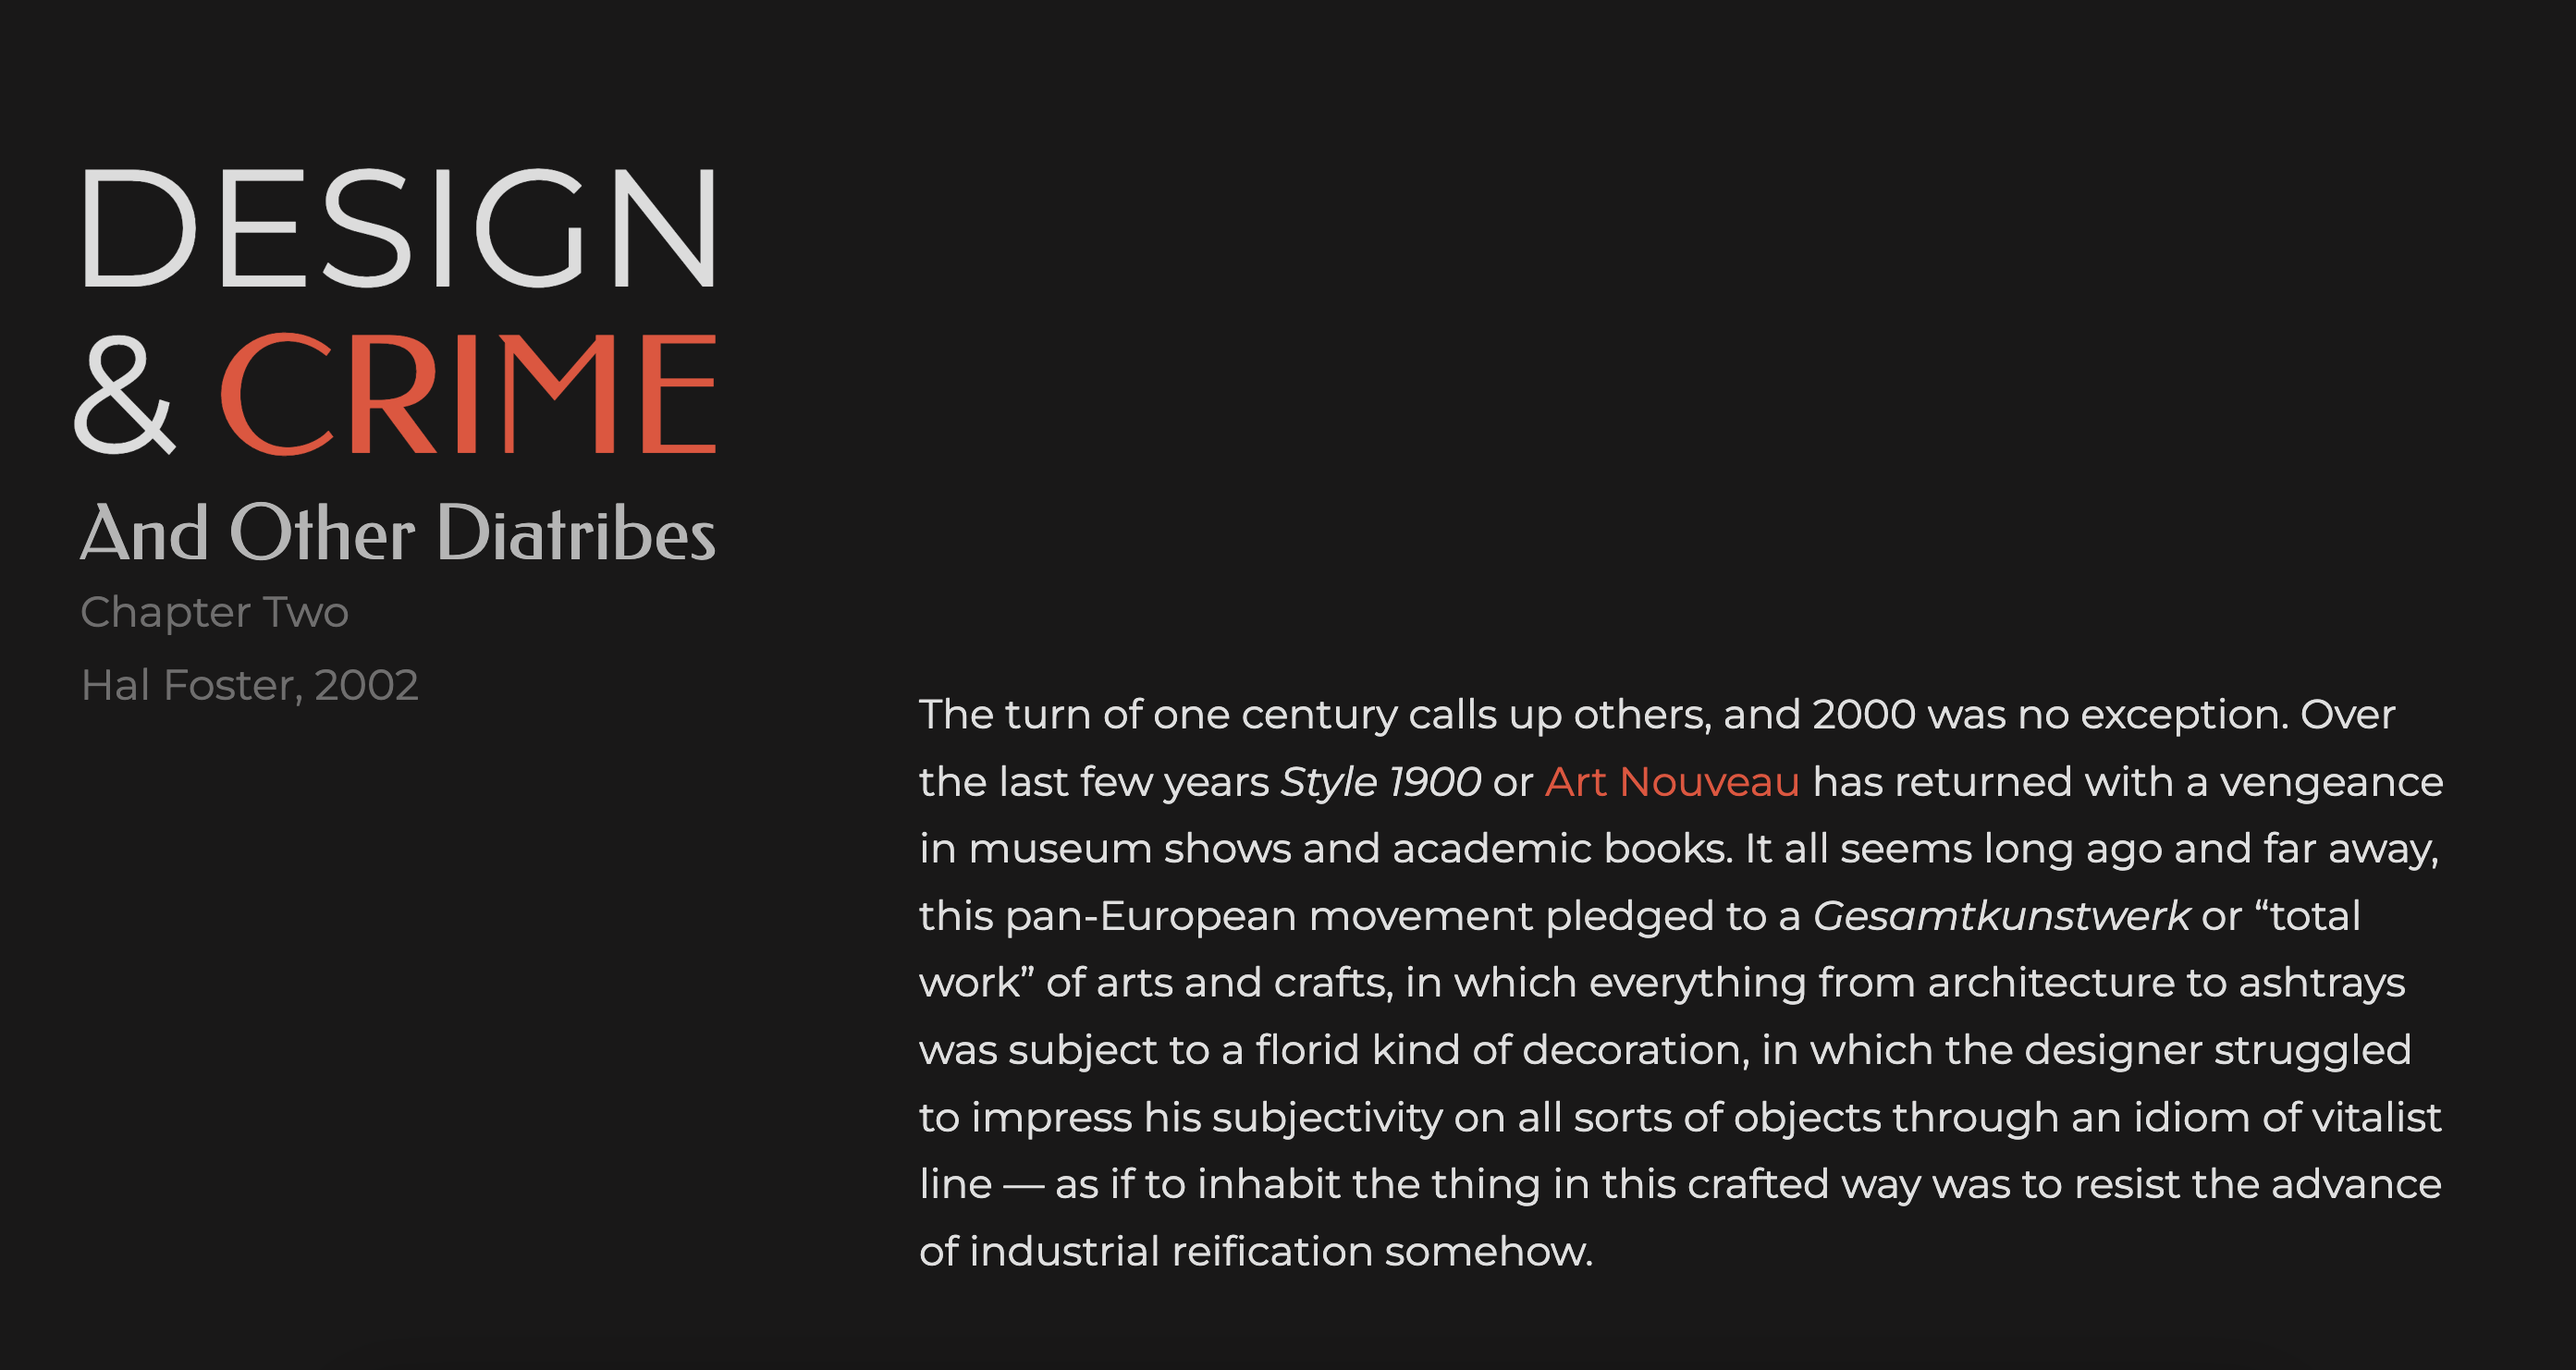 DESIGN
& CRIME
And Other Diatribes
Chapter Two
Hal Foster, 2002
The turn of one century calls up others, and 2000 was no exception. Over
the last few years Style 1900 or Art Nouveau has returned with a vengeance
in museum shows and academic books. It all seems long ago and far away,
this pan-European movement pledged to a Gesamtkunstwerk or “total
work” of arts and crafts, in which everything from architecture to ashtrays
was subject to a florid kind of decoration, in which the designer struggled
to impress his subjectivity on all sorts of objects through an idiom of vitalist
line — as if to inhabit the thing in this crafted way was to resist the advance
of industrial reification somehow.